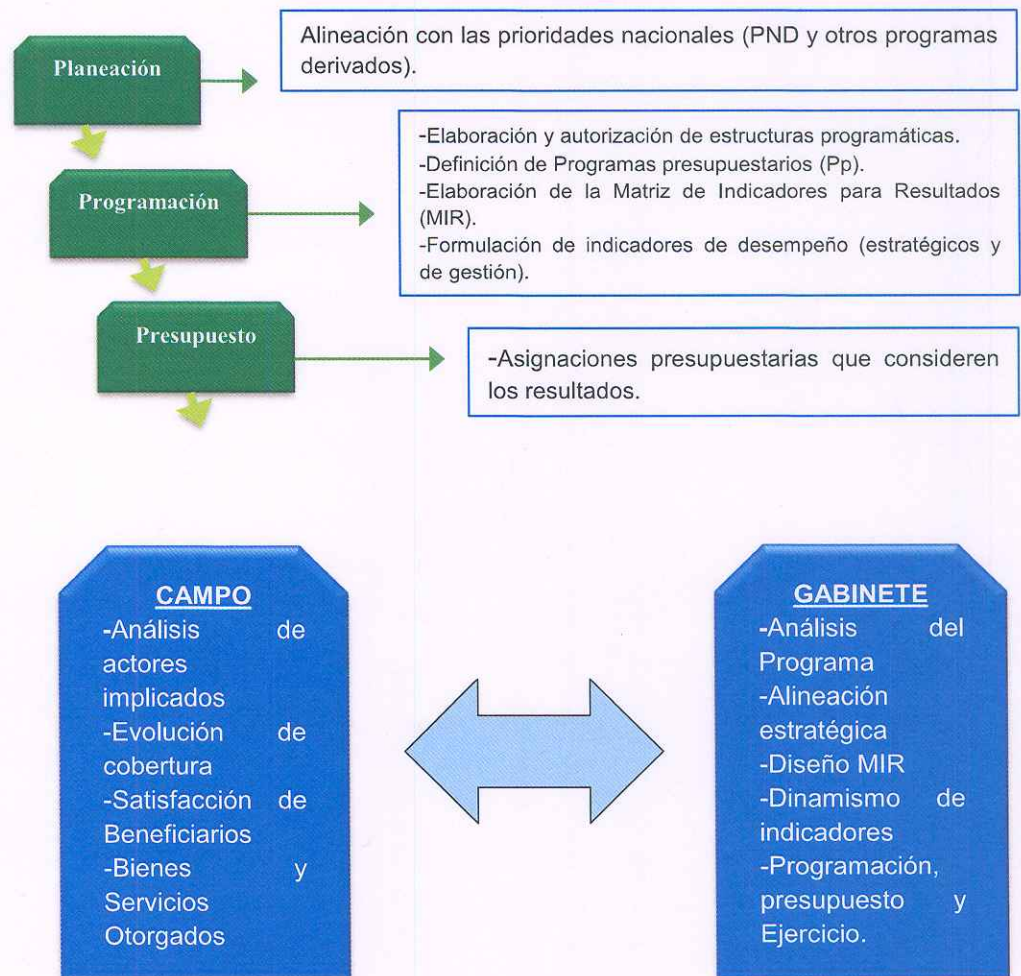 Planeación
Alineación con las prioridades nacionales (PND y otros programas
derivados).
Programación
-Elaboración y autorización de estructuras programáticas.
-Definición de Programas presupuestarios (Pp).
-Elaboración de la Matriz de Indicadores para Resultados
(MIR).
-Formulación de indicadores de desempeño (estratégicos y
de gestión).
Presupuesto
-Asignaciones presupuestarias que consideren
los resultados.
CAMPO
-Análisis de
actores
implicados
-Evolución de
cobertura
-Satisfacción de
Beneficiarios
-Bienes y
Servicios
Otorgados
GABINETE
-Análisis del
Programa
-Alineación
estratégica
-Diseño MIR
-Dinamismo de
indicadores
-Programación,
presupuesto y
Ejercicio.